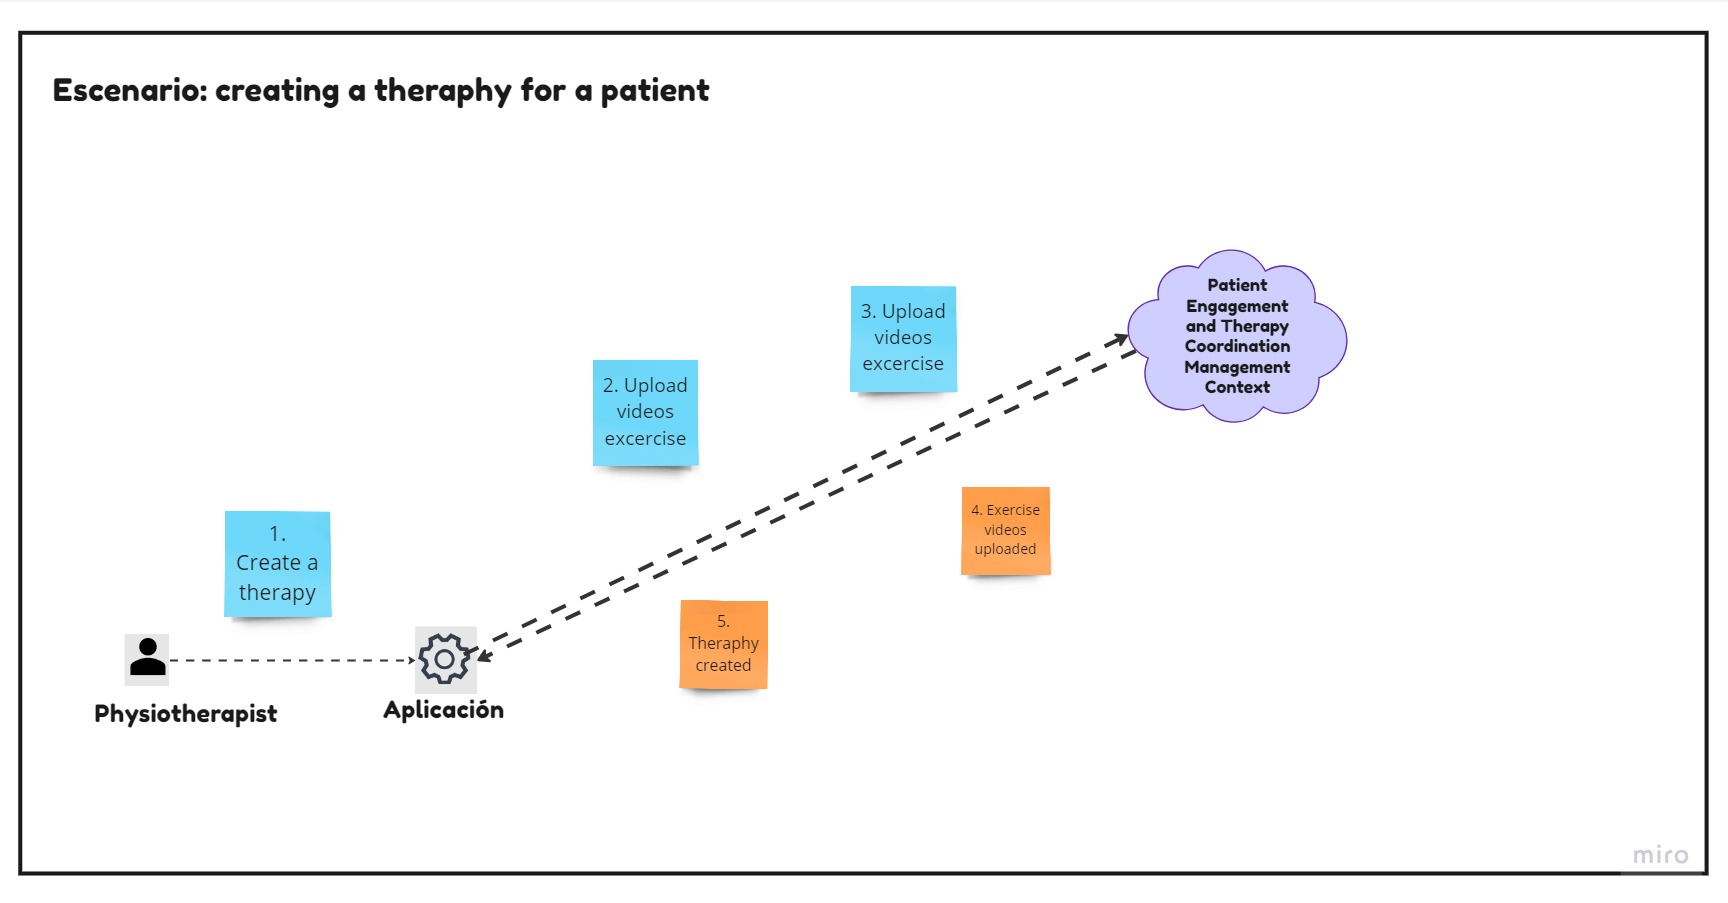 Escenario: creating a theraphy for a patient
Patient
Engagement
and Therapy
Coordination
Management
Context
3. Upload
videos
excercise
2. Upload
videos
excercise
4. Exercise
videos
uploaded
1.
Create a
therapy
5.
Theraphy
created
Physiotherapist
Aplicación
miro